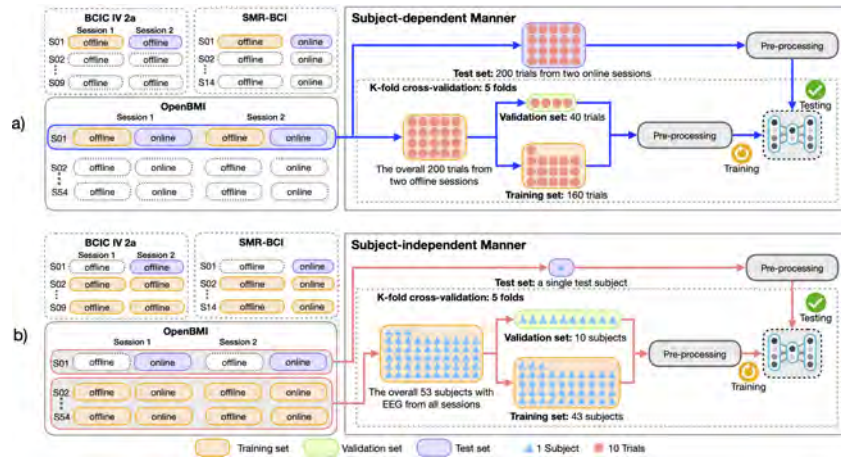 BCIC IV 2a
Session 1 Session 2
S01 offline offline
S02 offline offline
S09 offline offline
SMR-BCI
S01 offline online
S02 offline online
S14 offline online
OpenBMI
Session 1 Session 2
a)
S01 offline online offline online
S02 offline online offline online
S54 offline online offline online
Subject-dependent Manner
Test set: 200 trials from two online sessions
Pre-processing
K-fold cross-validation: 5 folds
Validation set: 40 trials
Testing
Pre-processing
Training
The overall 200 trials from
two offline sessions
Training set: 160 trials
BCIC IV 2a
Session 1 Session 2
S01 offline offline
S02 offline offline
S09 offline offline
SMR-BCI
S01 offline online
S02 offline online
S14 offline online
OpenBMI
Session 1 Session 2
b)
S01 offline online offline online
S02 offline online offline online
S54 offline online offline online
Subject-independent Manner
Test set: a single test subject
Pre-processing
K-fold cross-validation: 5 folds
Validation set: 10 subjects
Testing
Pre-processing
Training
The overall 53 subjects with
EEG from all sessions
Training set: 43 subjects
Training set Validation set Test set 1 Subject 10 Trials